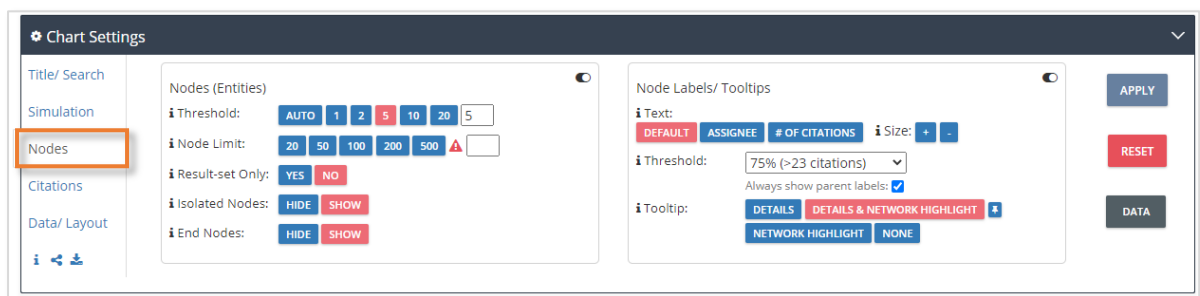 Chart Settings
Title/ Search
Simulation
Nodes
Citations
Data/ Layout
Nodes (Entities)
Threshold: AUTO 1 2 5 10 20 5
Node Limit: 20 50 100 200 500
Result-set Only: YES NO
Isolated Nodes: HIDE SHOW
End Nodes: HIDE SHOW
Node Labels/ Tooltips
Text:
DEFAULT ASSIGNEE # OF CITATIONS Size: + -
Threshold: 75% (>23 citations)
Always show parent labels:
Tooltip: DETAILS DETAILS & NETWORK HIGHLIGHT
NETWORK HIGHLIGHT NONE
APPLY
RESET
DATA